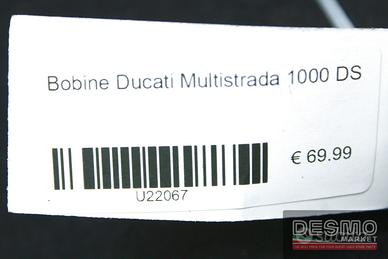 Bobine Ducati Multistrada 1000 DS
€ 69.99
U22067
DESMO
MARKET